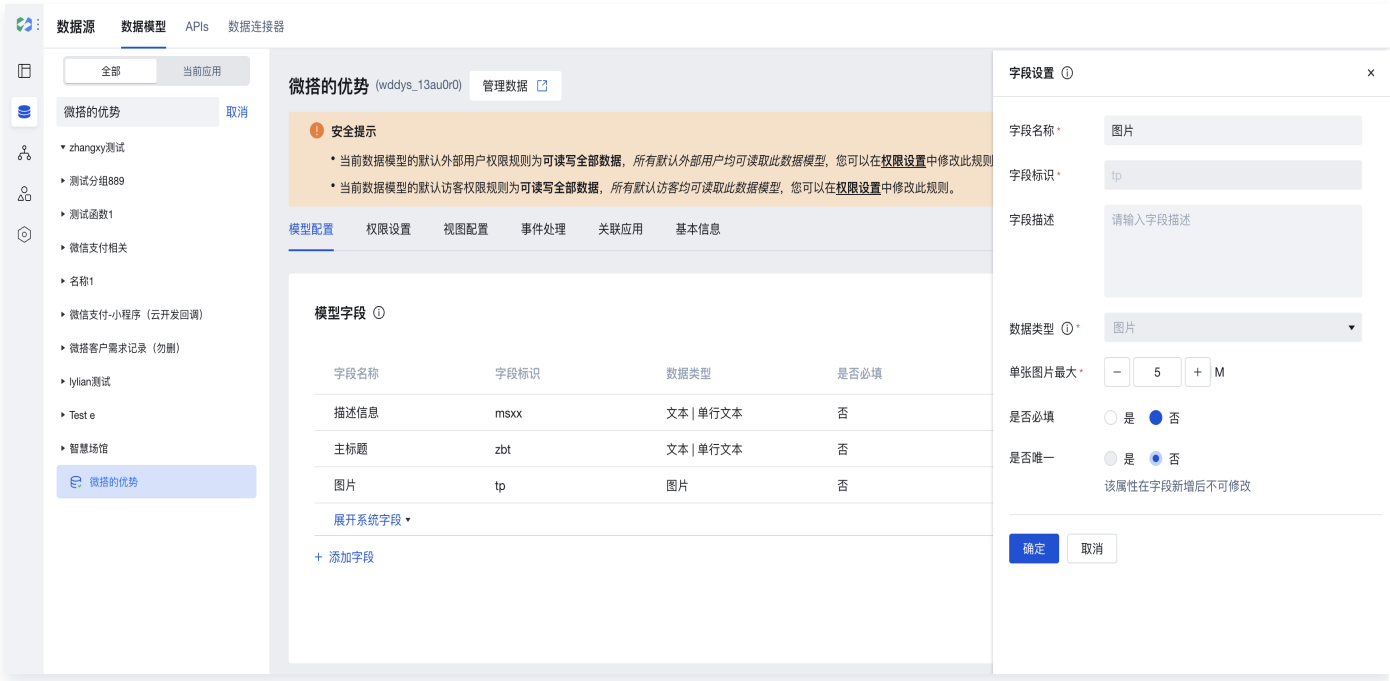 数据源 数据模型 APIs 数据连接器
全部 当前应用
微搭的优势 取消
zhangxy测试
测试分组889
测试函数1
微信支付相关
名称1
微信支付-小程序（云开发回调）
微搭客户需求记录（勿删）
lylian测试
Test e
智慧场馆
微搭的优势
微搭的优势 (wddys_13au0r0) 管理数据
安全提示
• 当前数据模型的默认外部用户权限规则为可读写全部数据，所有默认外部用户均可读取此数据模型，您可以在权限设置中修改此规则
• 当前数据模型的默认访客权限规则为可读写全部数据，所有默认访客均可读取此数据模型，您可以在权限设置中修改此规则。
模型配置 权限设置 视图配置 事件处理 关联应用 基本信息
模型字段
字段名称 字段标识 数据类型 是否必填
描述信息 msxx 文本 | 单行文本 否
主标题 zbt 文本 | 单行文本 否
图片 tp 图片 否
展开系统字段
+ 添加字段
字段设置 ×
字段名称* 图片
字段标识* tp
字段描述 请输入字段描述
数据类型 * 图片
单张图片最大* − 5 + M
是否必填 是 否
是否唯一 是 否
该属性在字段新增后不可修改
确定 取消